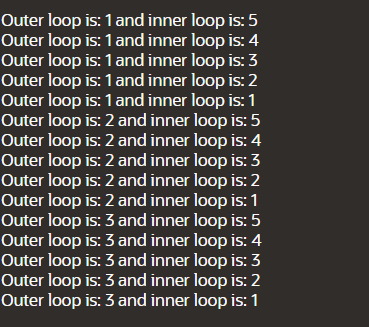 Outer loop is: 1 and inner loop is: 5
Outer loop is: 1 and inner loop is: 4
Outer loop is: 1 and inner loop is: 3
Outer loop is: 1 and inner loop is: 2
Outer loop is: 1 and inner loop is: 1
Outer loop is: 2 and inner loop is: 5
Outer loop is: 2 and inner loop is: 4
Outer loop is: 2 and inner loop is: 3
Outer loop is: 2 and inner loop is: 2
Outer loop is: 2 and inner loop is: 1
Outer loop is: 3 and inner loop is: 5
Outer loop is: 3 and inner loop is: 4
Outer loop is: 3 and inner loop is: 3
Outer loop is: 3 and inner loop is: 2
Outer loop is: 3 and inner loop is: 1